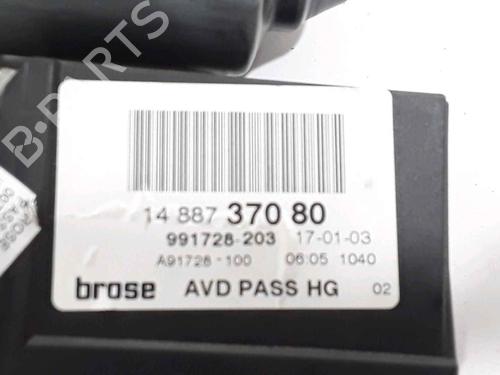 B-PARTS
14 887 370 80
991728-203 17-01-03
A91728-100 06:05 1040
brose AVD PASS HG 02